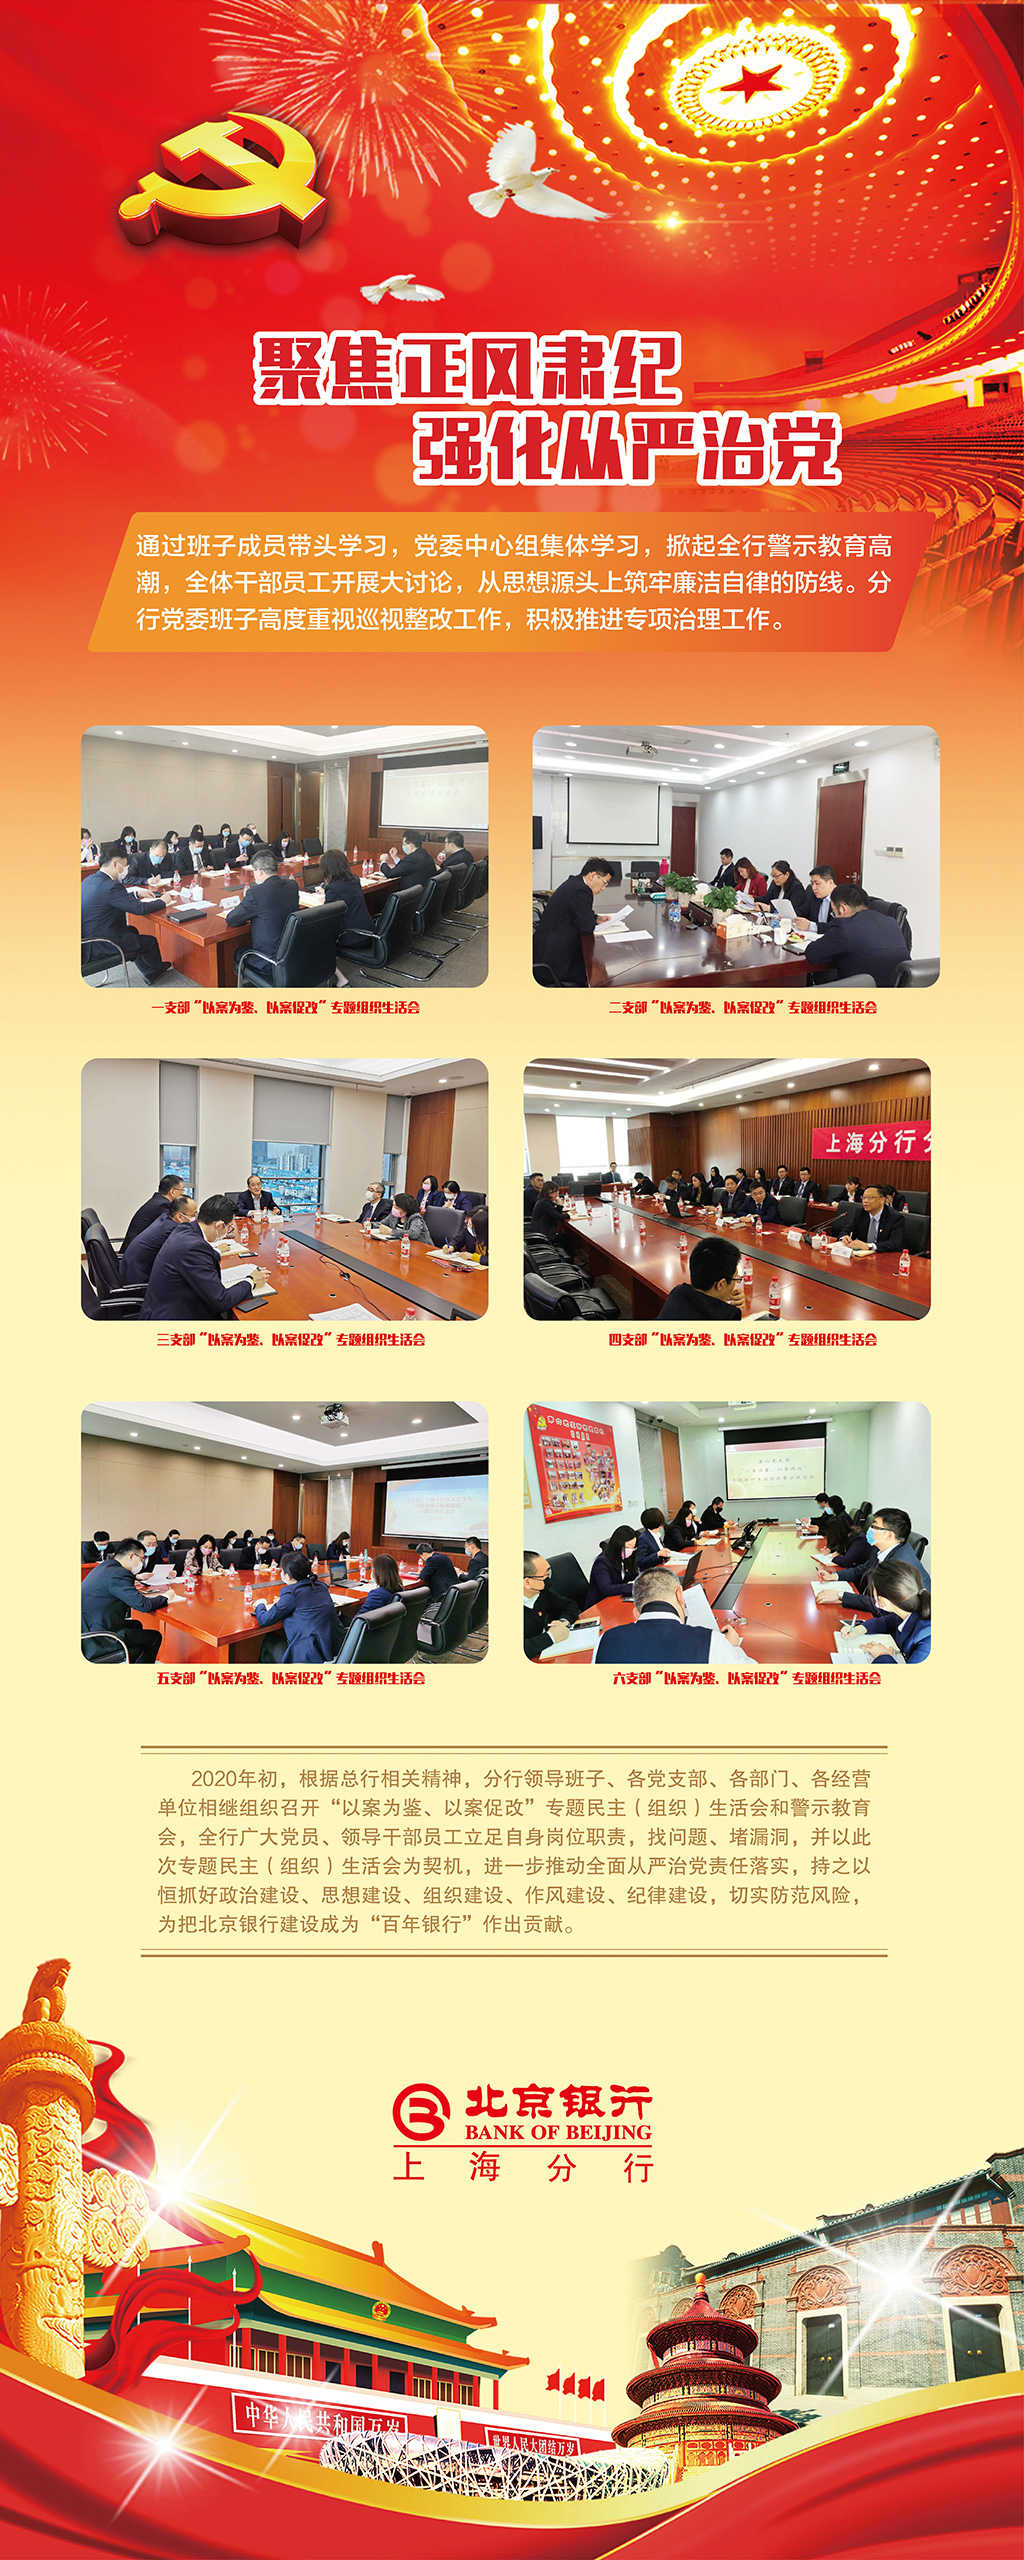 聚焦正风肃纪
强化从严治党
通过班子成员带头学习，党委中心组集体学习，掀起全行警示教育高
潮，全体干部员工开展大讨论，从思想源头上筑牢廉洁自律的防线。分
行党委班子高度重视巡视整改工作，积极推进专项治理工作。
一支部“以案为鉴、以案促改”专题组织生活会
二支部“以案为鉴、以案促改”专题组织生活会
上海分行
三支部“以案为鉴、以案促改”专题组织生活会
四支部“以案为鉴、以案促改”专题组织生活会
五支部“以案为鉴、以案促改”专题组织生活会
六支部“以案为鉴、以案促改”专题组织生活会
2020年初，根据总行相关精神，分行领导班子、各党支部、各部门、各经营
单位相继组织召开“以案为鉴、以案促改”专题民主（组织）生活会和警示教育
会，全行广大党员、领导干部员工立足自身岗位职责，找问题、堵漏洞，并以此
次专题民主（组织）生活会为契机，进一步推动全面从严治党责任落实，持之以
恒抓好政治建设、思想建设、组织建设、作风建设、纪律建设，切实防范风险，
为把北京银行建设成为“百年银行”作出贡献。
北京银行
BANK OF BEIJING
上海分行
中华人民共和国万岁
世界人民大团结万岁